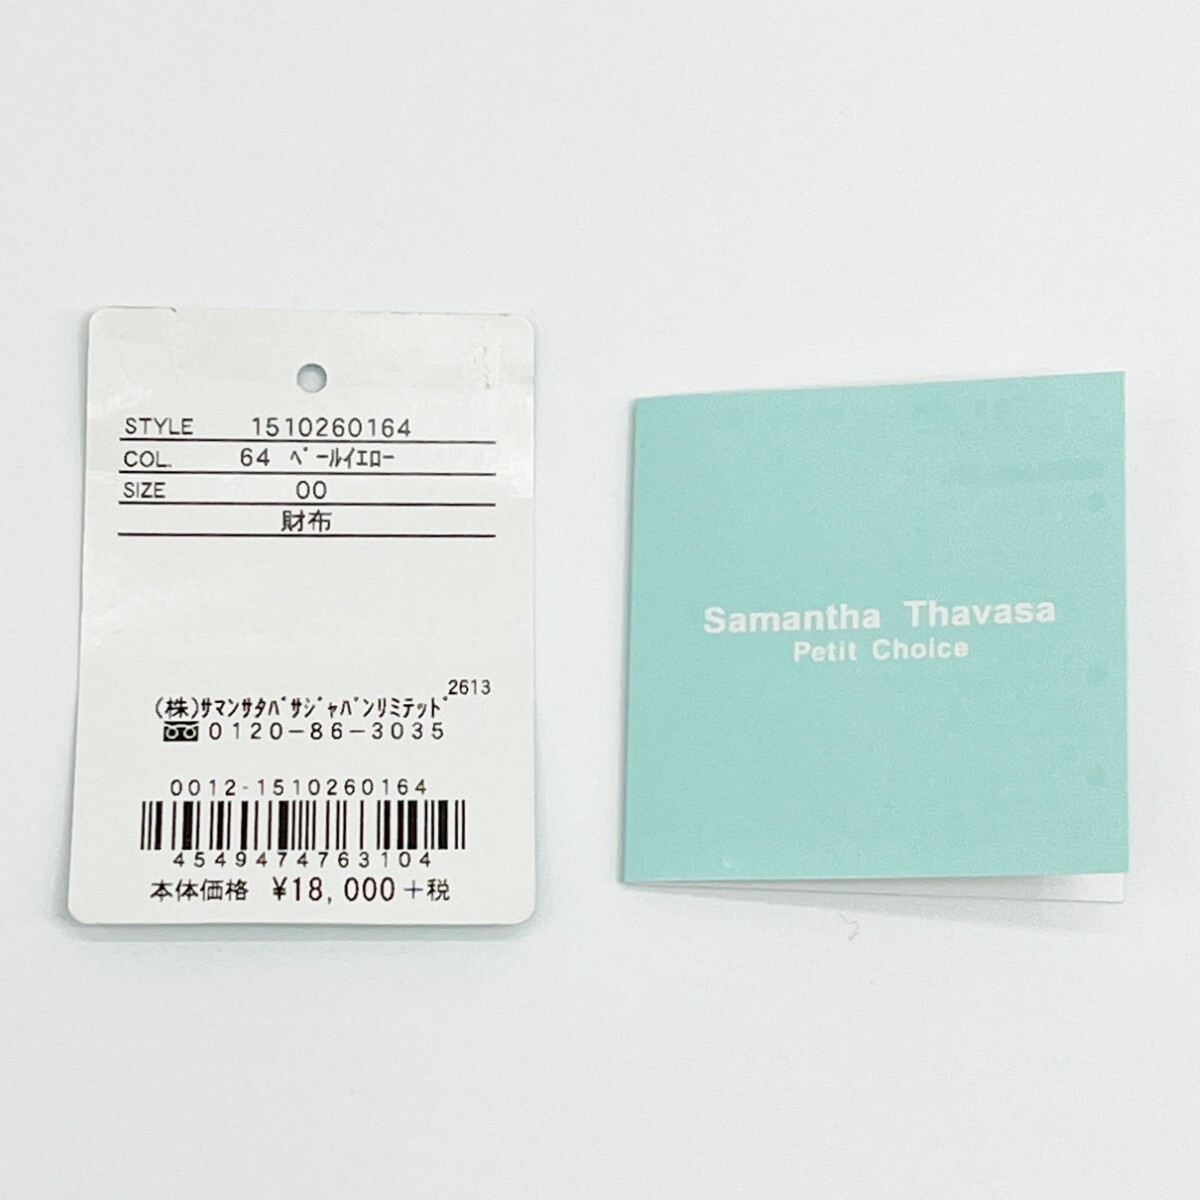 STYLE 1510260164
COL. 64 ﾍﾟｰﾙｲｴﾛｰ
SIZE 00
財布
2613
(株)ｻﾏﾝｻﾀﾊﾞｻｼﾞｬﾊﾟﾝﾘﾐﾃｯﾄﾞ
0120-86-3035
0012-1510260164
4549474763104
本体価格 ¥18,000+税
Samantha Thavasa
Petit Choice